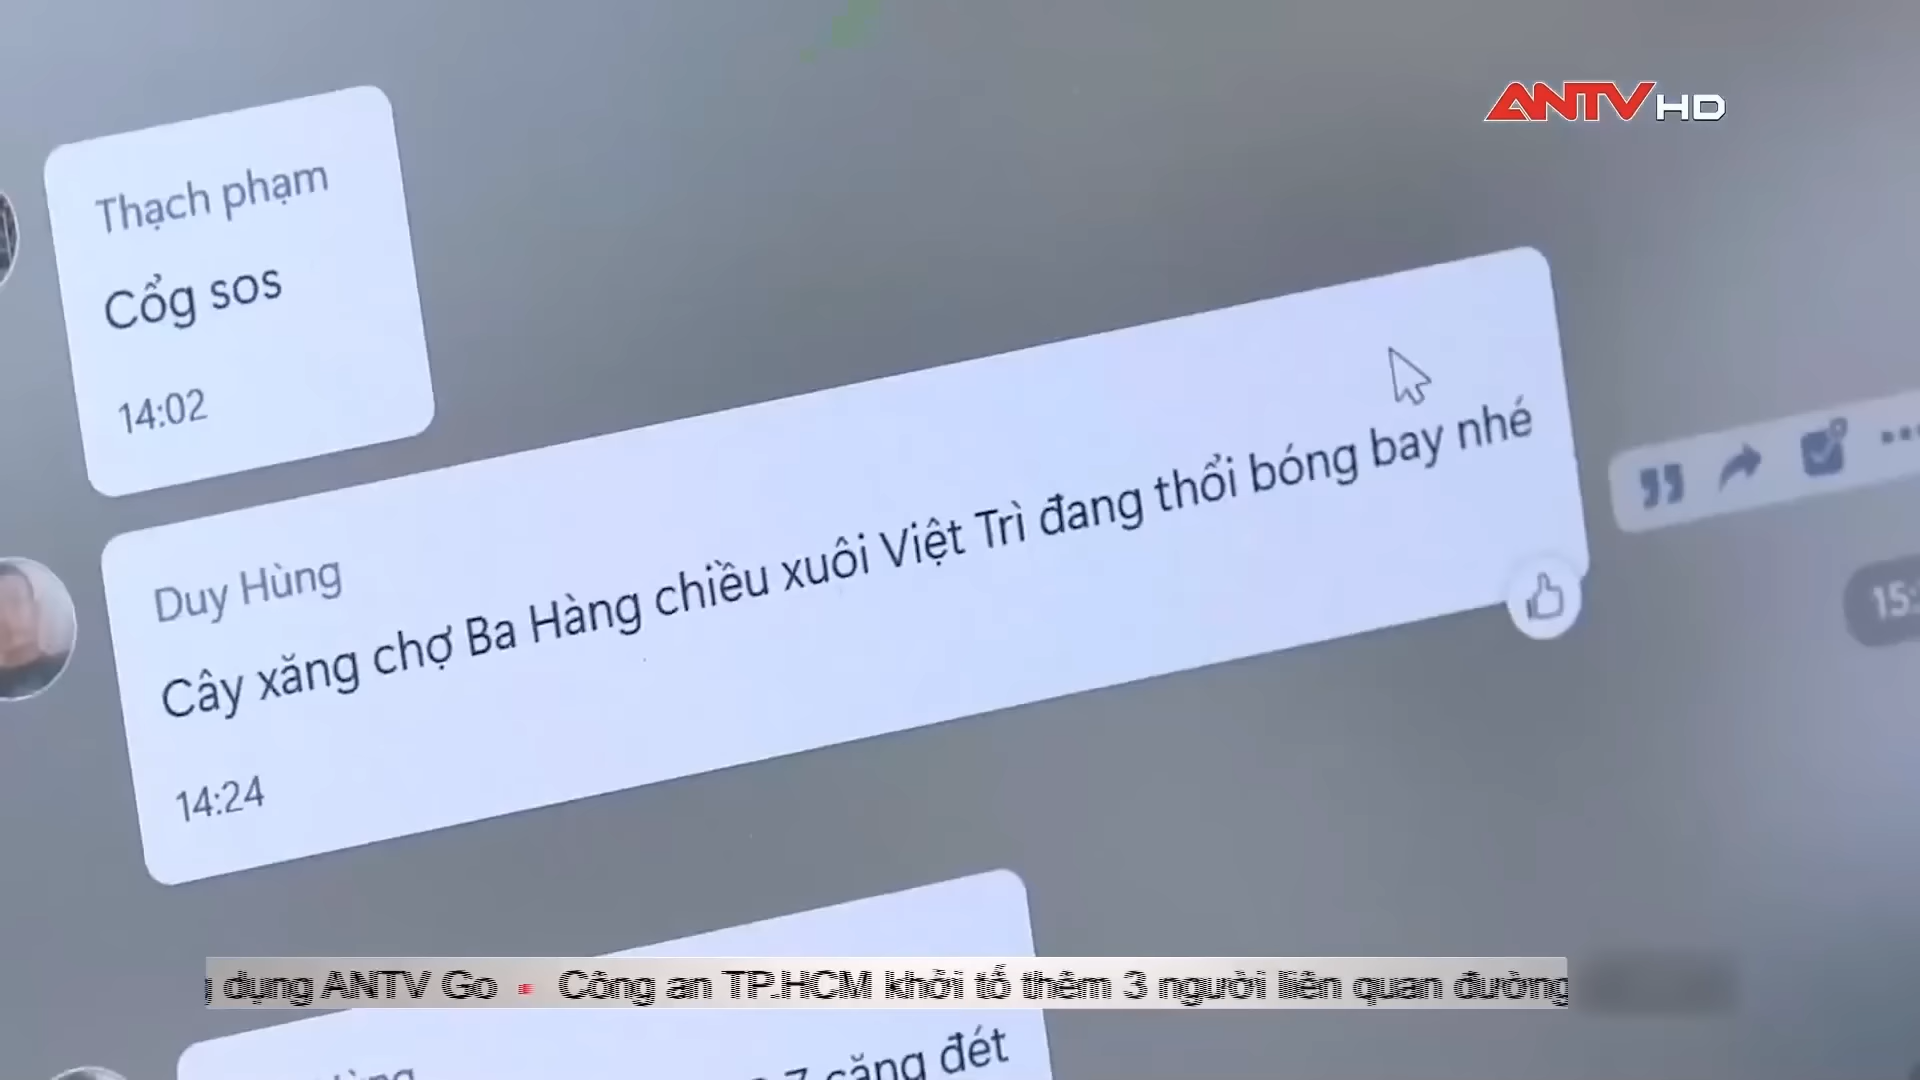 ANTV HD
Thạch phạm
Cổg sos
14:02
Duy Hùng
Cây xăng chợ Ba Hàng chiều xuôi Việt Trì đang thổi bóng bay nhé
14:24
15:
dụng ANTV Go • Công an TP.HCM khởi tố thêm 3 người liên quan đường
căng đét